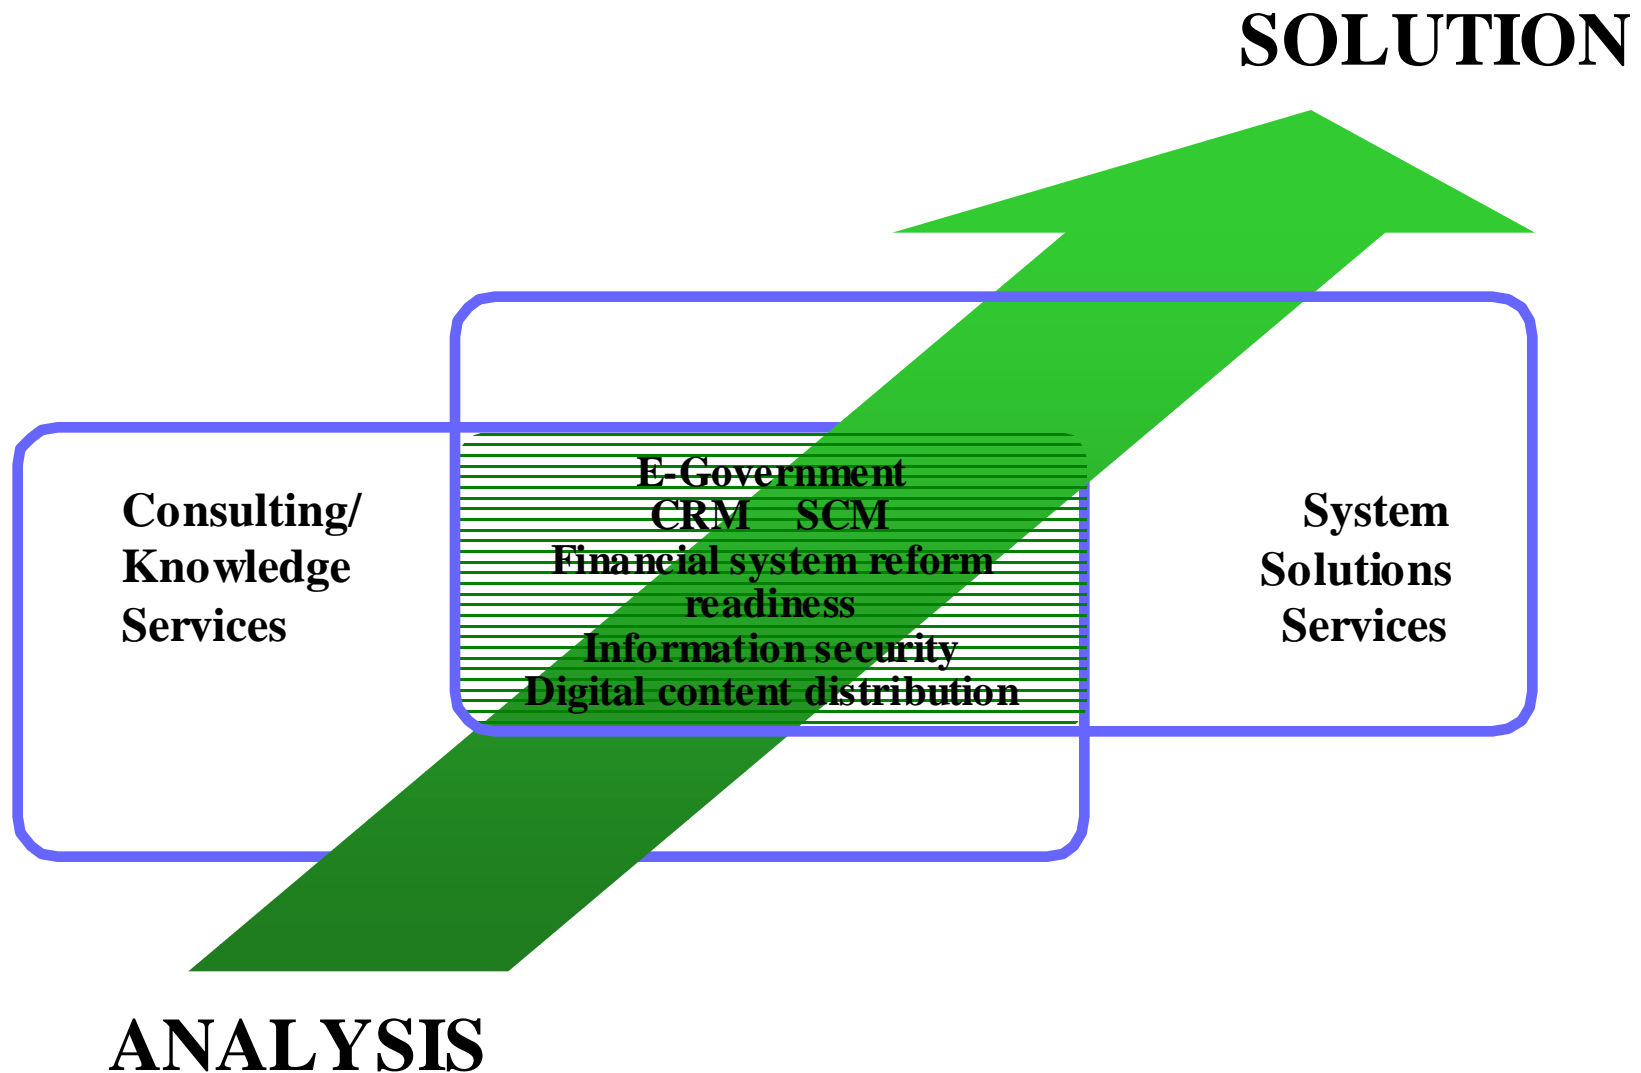 SOLUTION
E-Government
CRM SCM
Financial system reform
readiness
Information security
Digital content distribution
Consulting/
Knowledge
Services
System
Solutions
Services
ANALYSIS